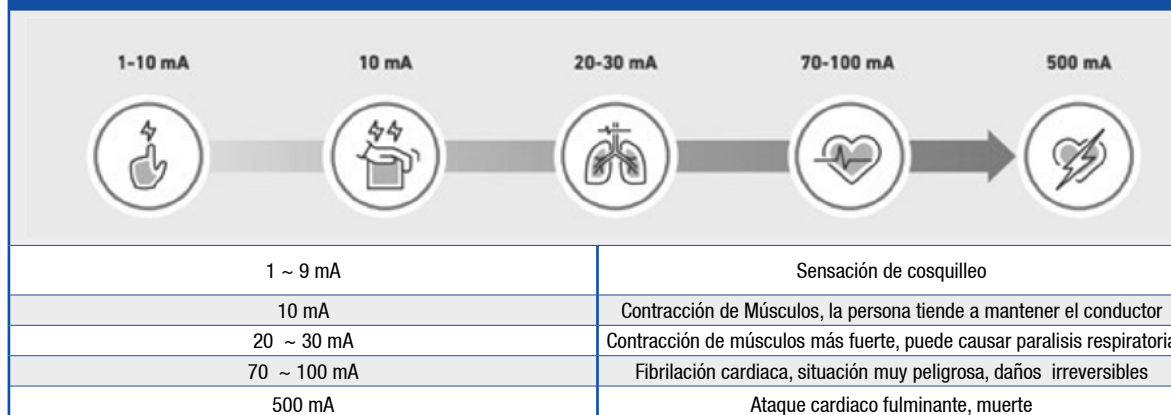 1-10 mA 10 mA 20-30 mA 70-100 mA 500 mA
1 ~ 9 mA Sensación de cosquilleo
10 mA Contracción de Músculos, la persona tiende a mantener el conductor
20 ~ 30 mA Contracción de músculos más fuerte, puede causar paralisis respiratoria
70 ~ 100 mA Fibrilación cardiaca, situación muy peligrosa, daños irreversibles
500 mA Ataque cardiaco fulminante, muerte